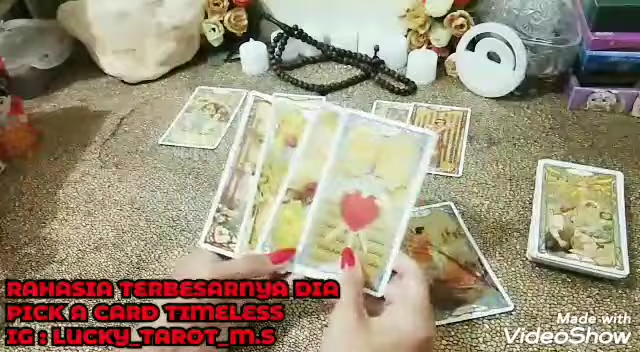 RAHASIA TERBESARNYA DIA
PICK A CARD TIMELESS
IG : LUCKY_TAROT_M.S
Made with
VideoShow